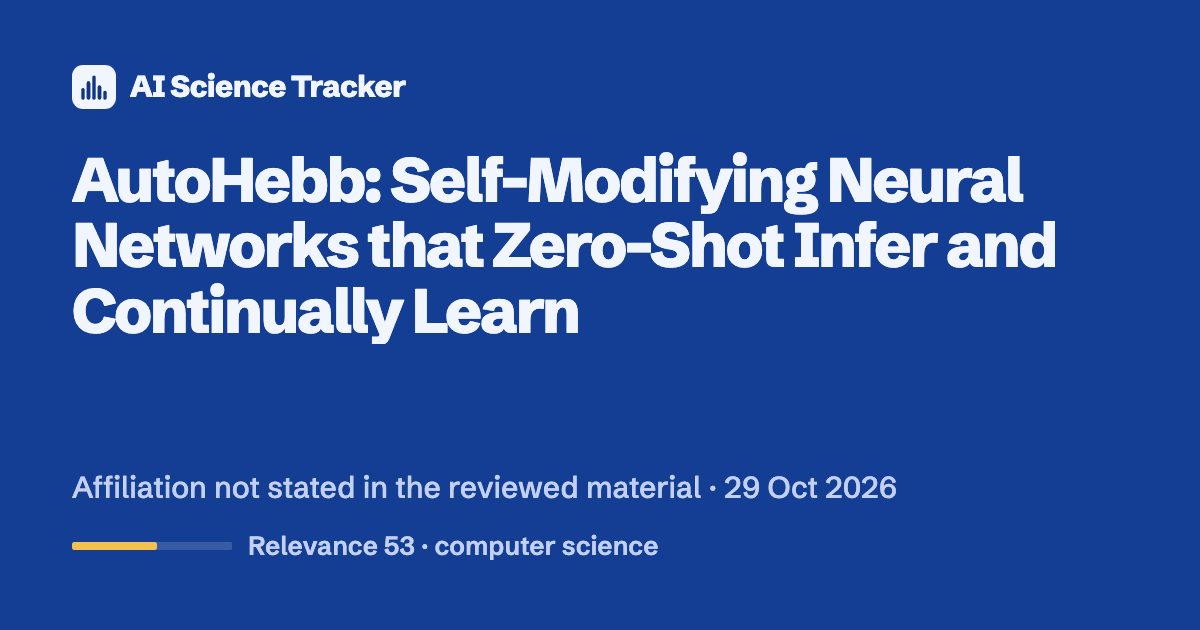 AI Science Tracker
AutoHebb: Self-Modifying Neural
Networks that Zero-Shot Infer and
Continually Learn
Affiliation not stated in the reviewed material · 29 Oct 2026
Relevance 53 · computer science